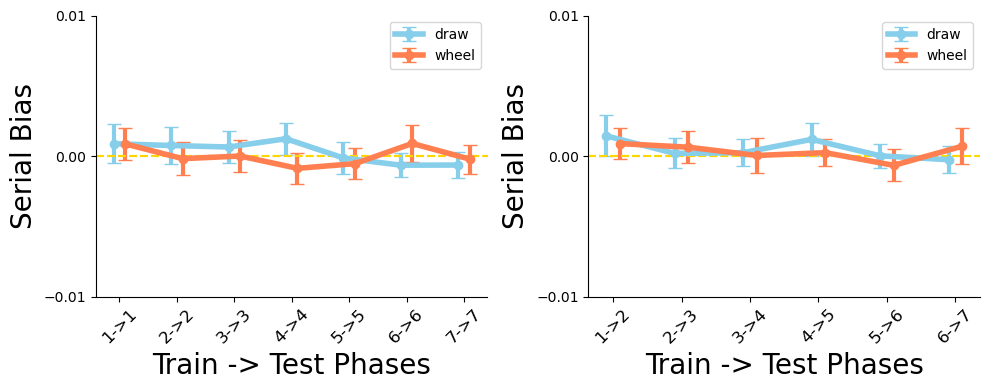 0.01
0.00
−0.01
Serial Bias
draw
wheel
1->1
2->2
3->3
4->4
5->5
6->6
7->7
Train -> Test Phases
0.01
0.00
−0.01
Serial Bias
draw
wheel
1->2
2->3
3->4
4->5
5->6
6->7
Train -> Test Phases